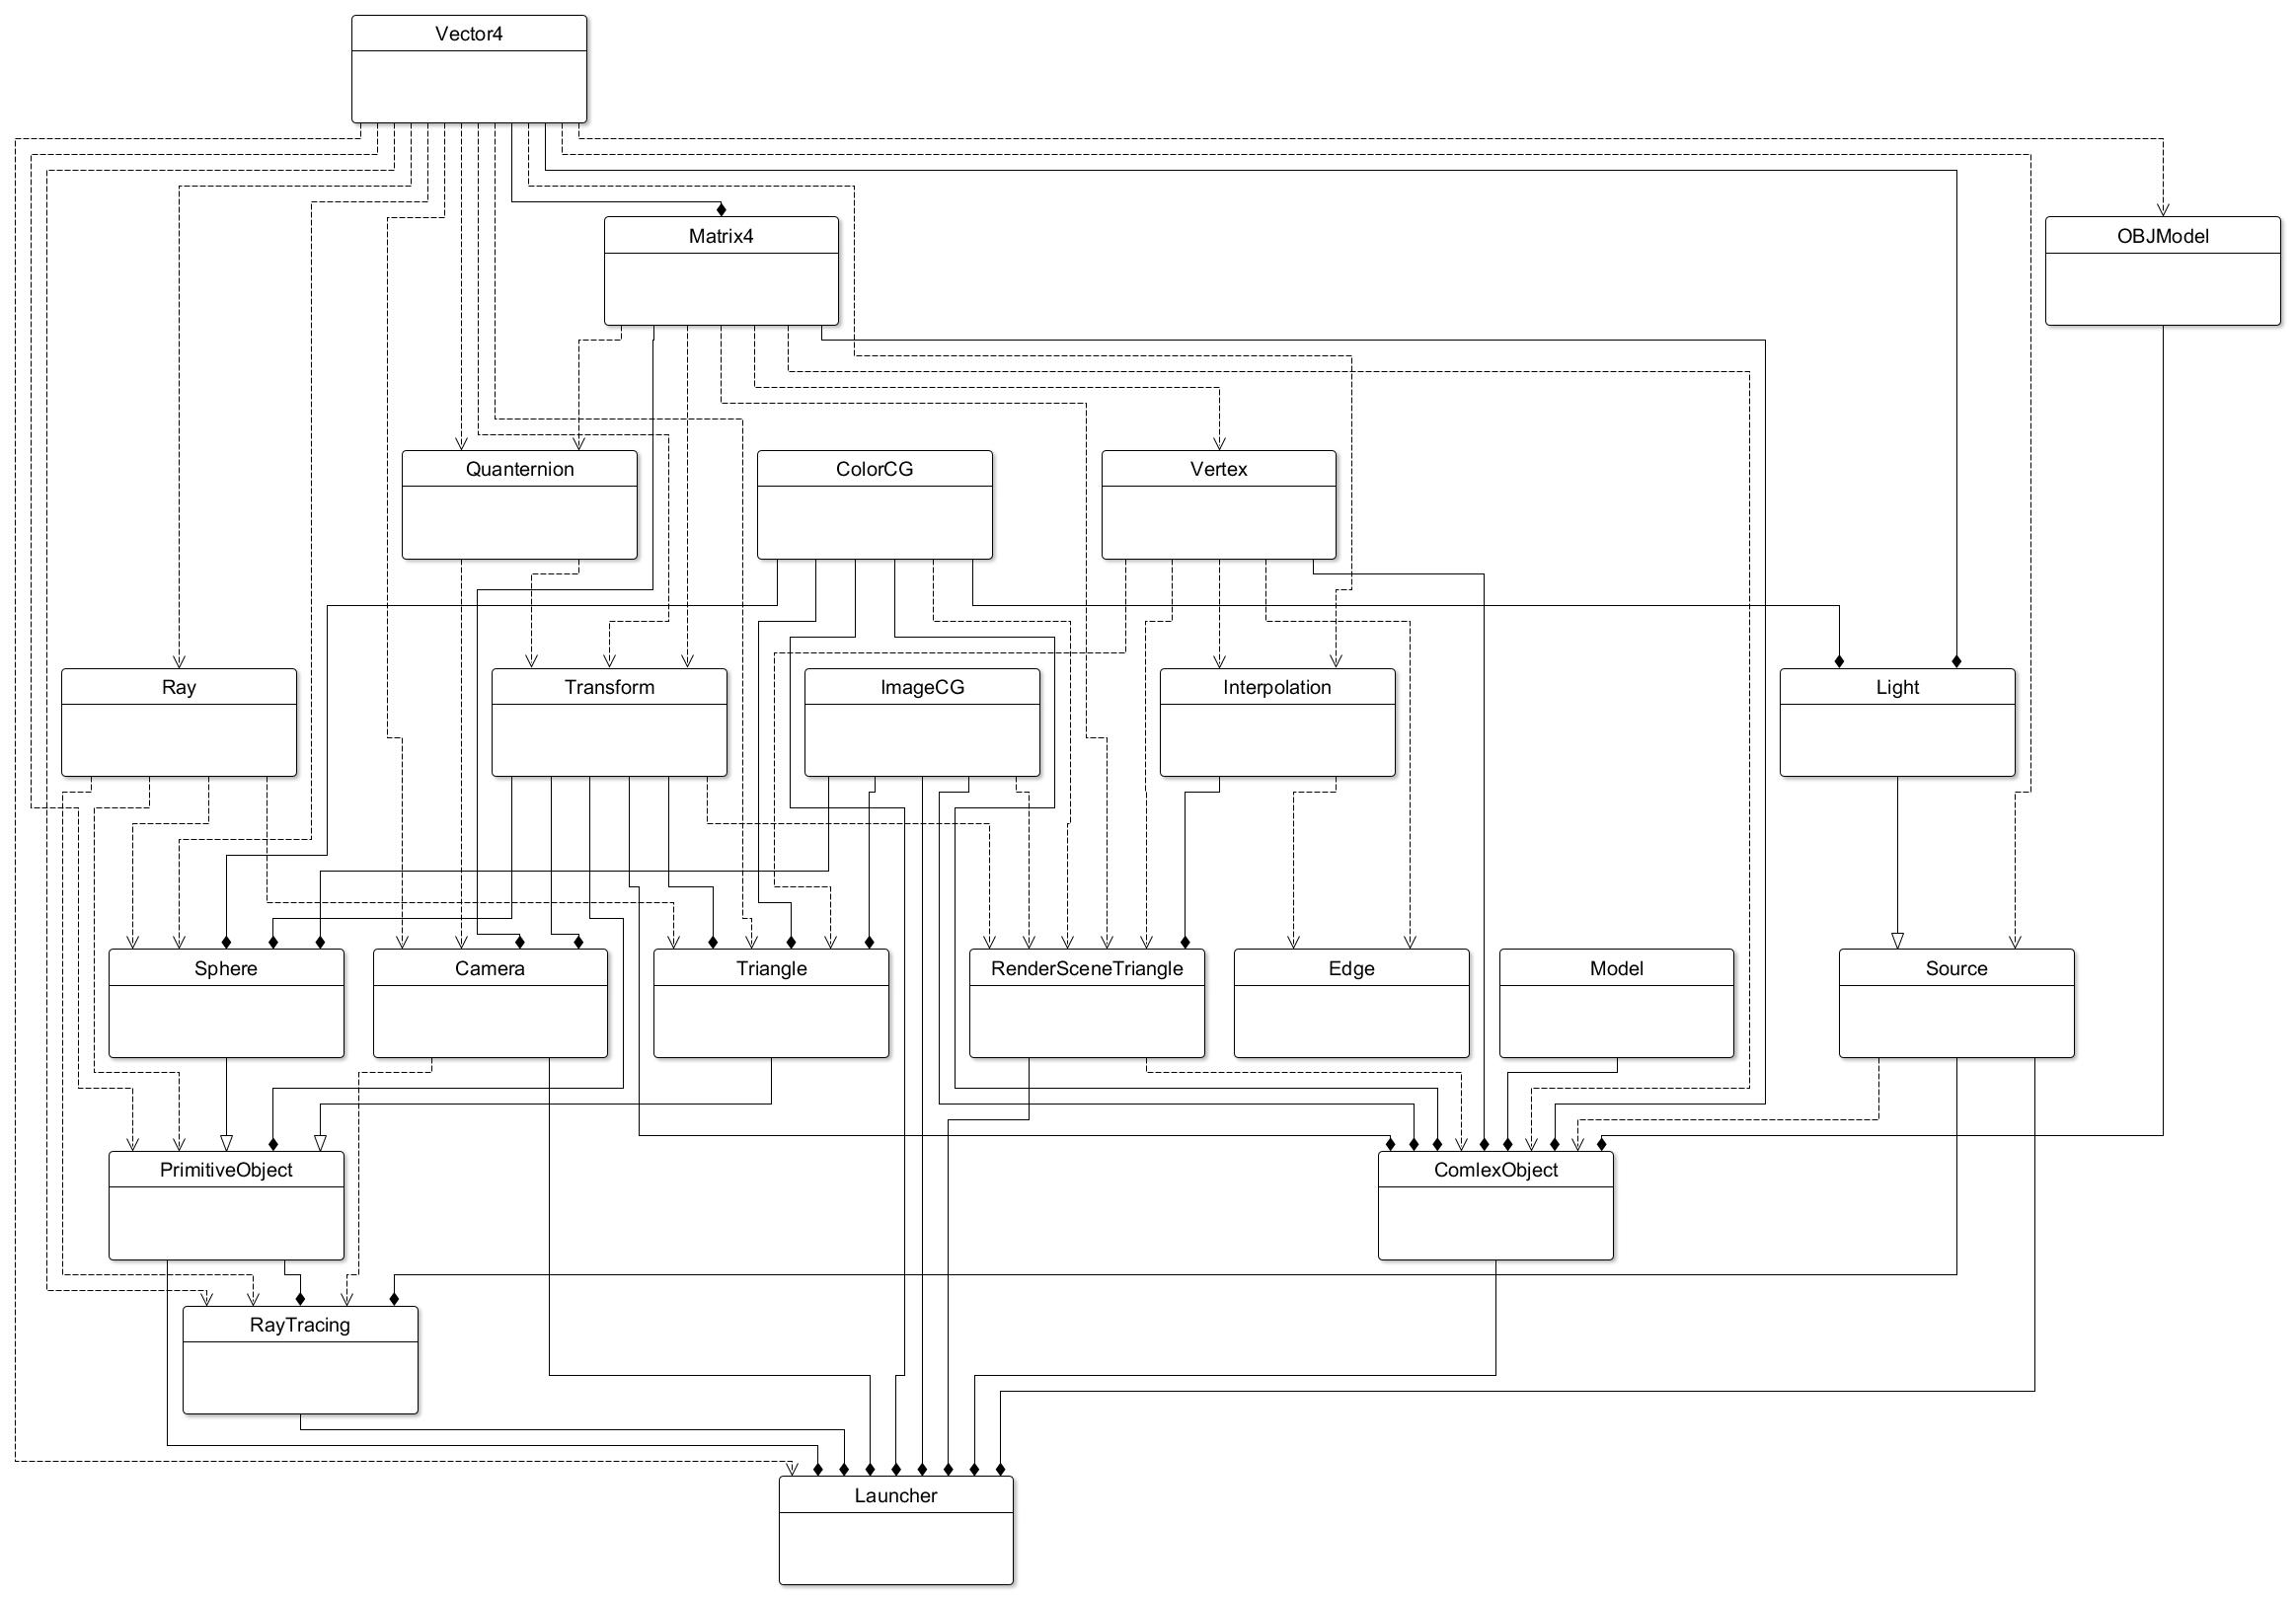 Vector4
Matrix4
OBJModel
Quanternion
ColorCG
Vertex
Ray
Transform
ImageCG
Interpolation
Light
Sphere
Camera
Triangle
RenderSceneTriangle
Edge
Model
Source
PrimitiveObject
ComlexObject
RayTracing
Launcher